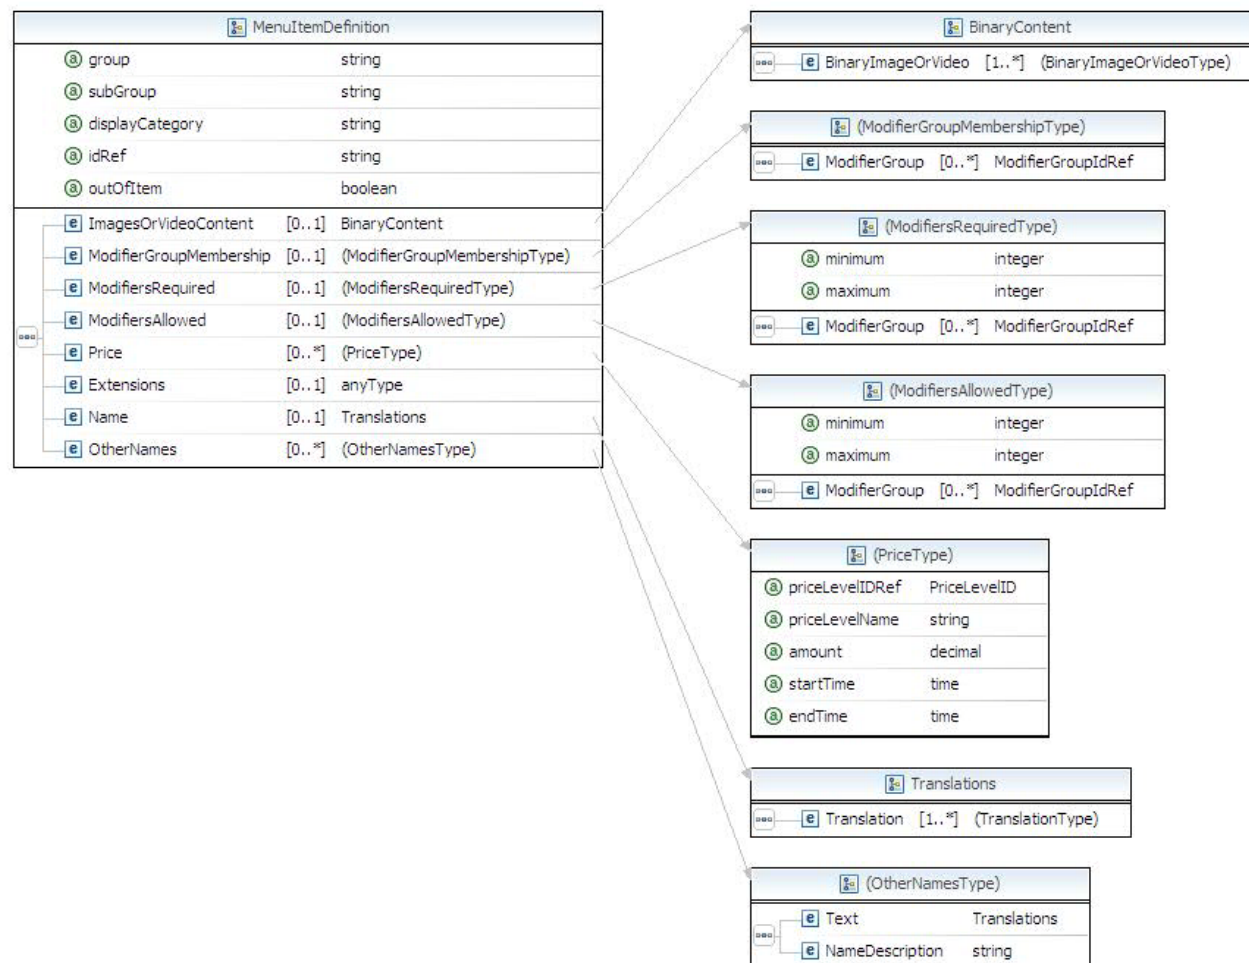 MenuItemDefinition
a group string
a subGroup string
a displayCategory string
a idRef string
a outOfItem boolean
e ImagesOrVideoContent [0..1] BinaryContent
e ModifierGroupMembership [0..1] (ModifierGroupMembershipType)
e ModifiersRequired [0..1] (ModifiersRequiredType)
e ModifiersAllowed [0..1] (ModifiersAllowedType)
e Price [0..*] (PriceType)
e Extensions [0..1] anyType
e Name [0..1] Translations
e OtherNames [0..*] (OtherNamesType)
BinaryContent
e BinaryImageOrVideo [1..*] (BinaryImageOrVideoType)
(ModifierGroupMembershipType)
e ModifierGroup [0..*] ModifierGroupIdRef
(ModifiersRequiredType)
a minimum integer
a maximum integer
e ModifierGroup [0..*] ModifierGroupIdRef
(ModifiersAllowedType)
a minimum integer
a maximum integer
e ModifierGroup [0..*] ModifierGroupIdRef
(PriceType)
a priceLevelIDRef PriceLevelID
a priceLevelName string
a amount decimal
a startTime time
a endTime time
Translations
e Translation [1..*] (TranslationType)
(OtherNamesType)
e Text Translations
e NameDescription string